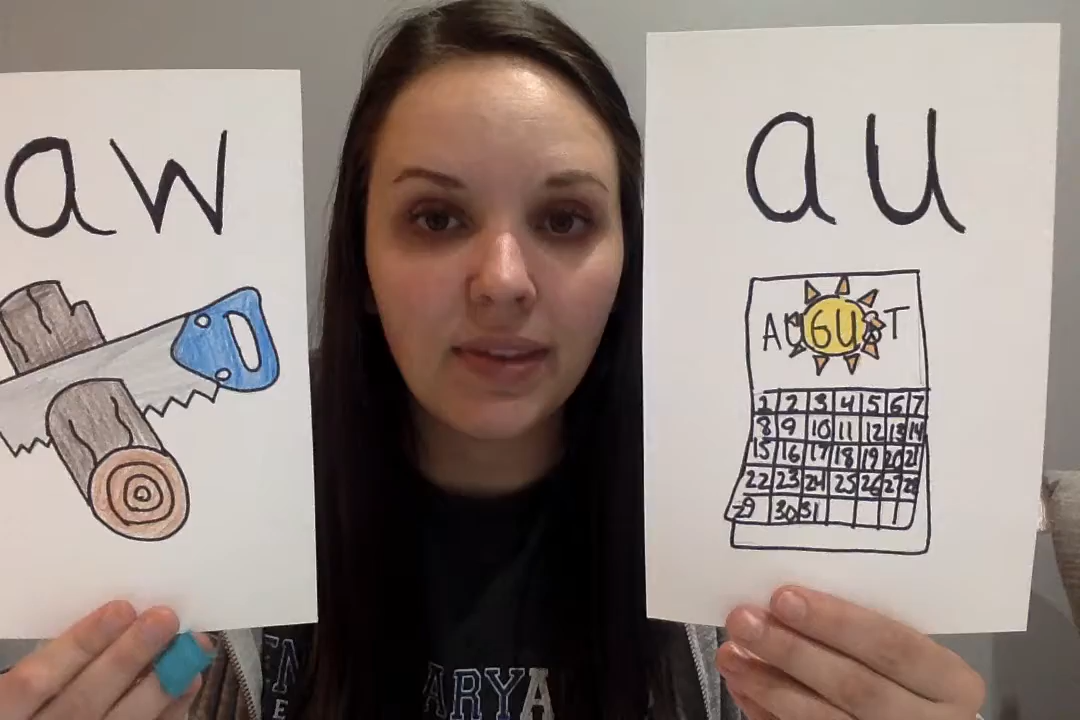 aw
au
AUGUST
1 2 3 4 5 6 7
8 9 10 11 12 13 14
15 16 17 18 19 20 21
22 23 24 25 26 27 28
29 30 31
ARYA